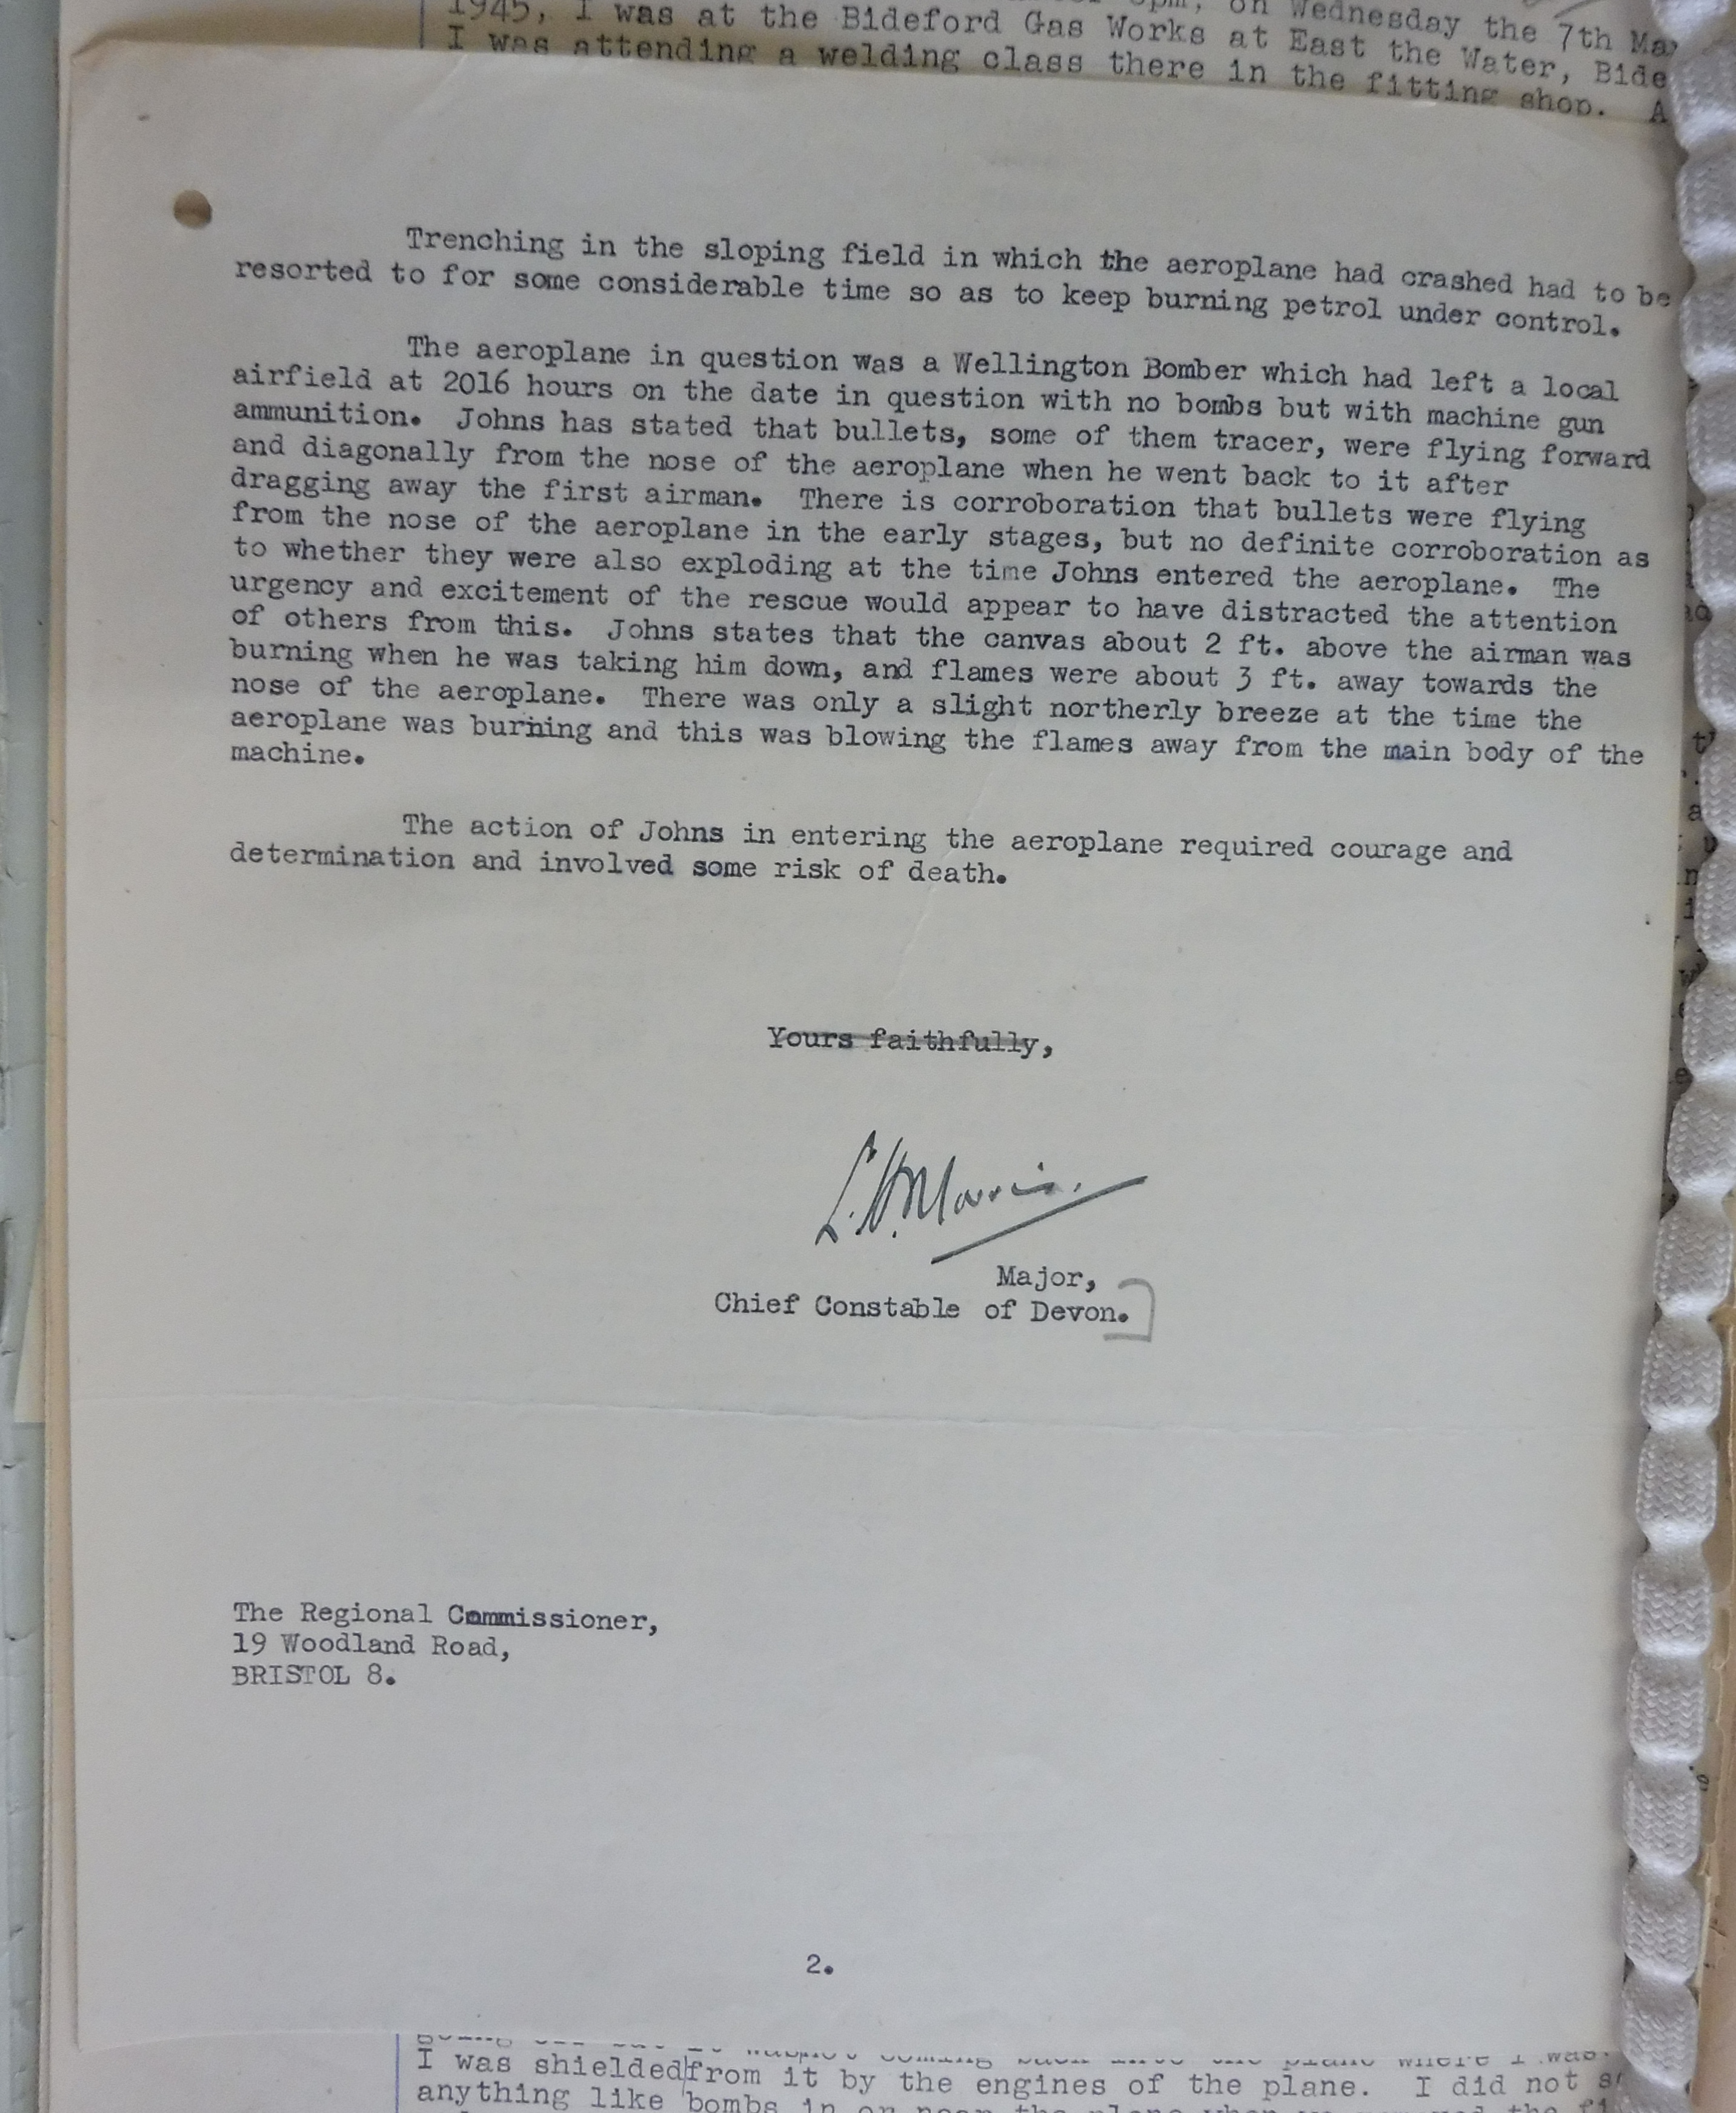 1945, I was at the Bideford Gas Works at East the Water, Bide
on Wednesday the 7th Ma
I was attending a welding class there in the fitting shop. A
Trenching in the sloping field in which the aeroplane had crashed had to be
resorted to for some considerable time so as to keep burning petrol under control.
The aeroplane in question was a Wellington Bomber which had left a local
airfield at 2016 hours on the date in question with no bombs but with machine gun
ammunition. Johns has stated that bullets, some of them tracer, were flying forward
and diagonally from the nose of the aeroplane when he went back to it after
dragging away the first airman. There is corroboration that bullets were flying
from the nose of the aeroplane in the early stages, but no definite corroboration as
to whether they were also exploding at the time Johns entered the aeroplane. The
urgency and excitement of the rescue would appear to have distracted the attention
of others from this. Johns states that the canvas about 2 ft. above the airman was
burning when he was taking him down, and flames were about 3 ft. away towards the
nose of the aeroplane. There was only a slight northerly breeze at the time the
aeroplane was burning and this was blowing the flames away from the main body of the
machine.
The action of Johns in entering the aeroplane required courage and
determination and involved some risk of death.
Yours faithfully,
Morris.
Major,
Chief Constable of Devon.
The Regional Commissioner,
19 Woodland Road,
BRISTOL 8.
2.
I was shielded from it by the engines of the plane. I did not s
anything like bombs in or near the plane when